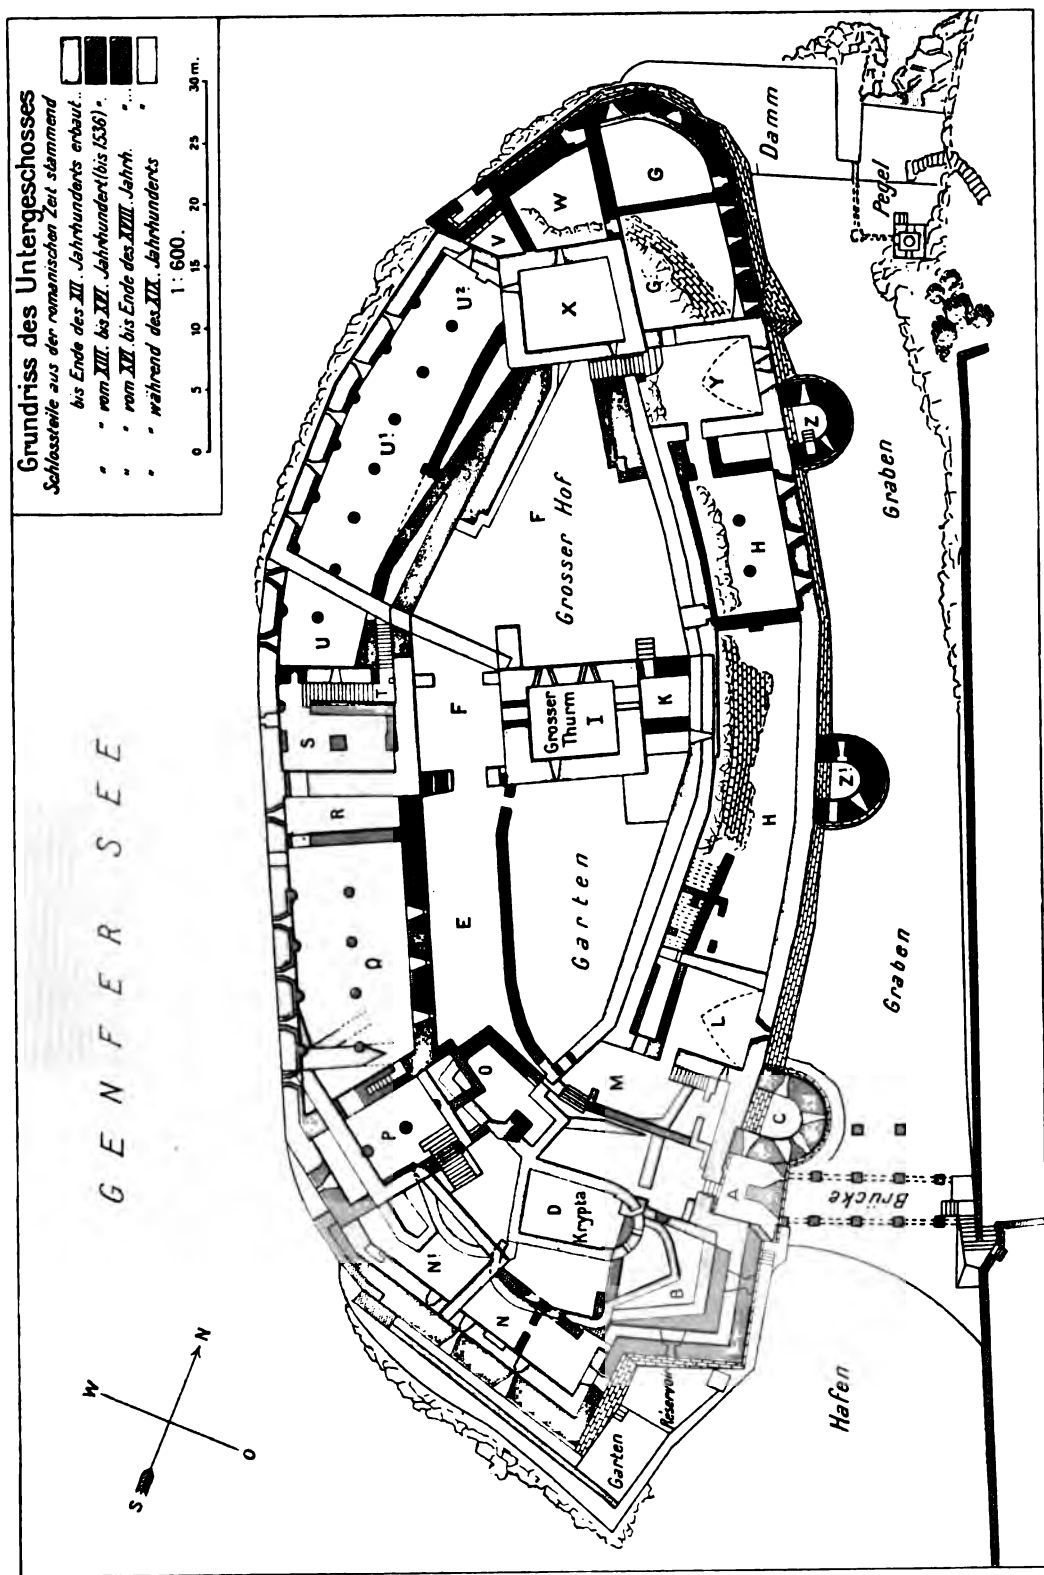 Grundriss des Untergeschosses
Schlossteile aus der romanischen Zeit stammend
bis Ende des XII. Jahrhunderts erbaut...
" vom XIII. bis XVI. Jahrhundert (bis 1536) ".
" vom XVI. bis Ende des XVIII. Jahrh. "...
" während des XIX. Jahrhunderts "
0 5 10 15 20 25 30 m.
1:600.
GENFER SEE
S
N
W
O
U
U¹
U²
V
W
X
G
G
T
S
R
Q
P
O
F
Grosser Hof
F
E
Garten
Grosser
Thurm
I
K
Y
H
H
Z
Z¹
L
M
N¹
N
D
Krypta
A
B
C
Garten
Réservoir
Hafen
Brücke
Graben
Graben
Damm
Pegel